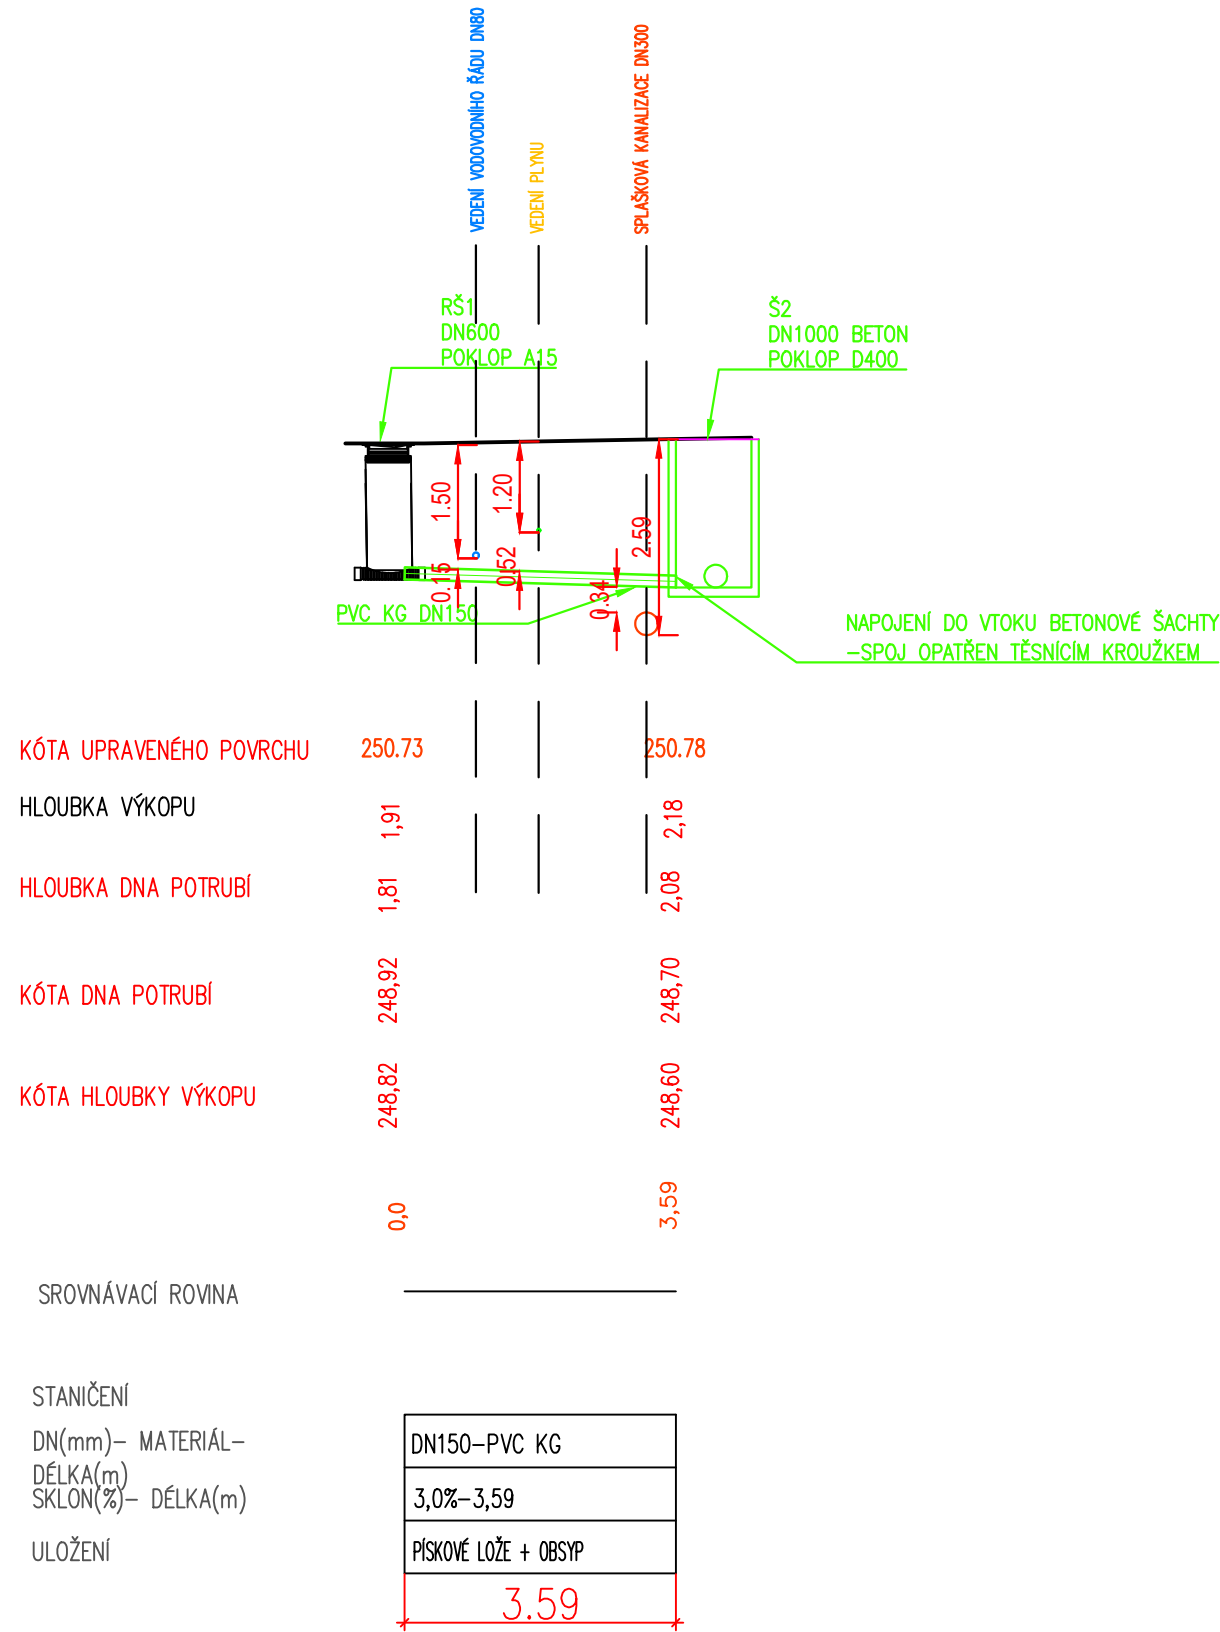 VEDENÍ VODOVODNÍHO ŘÁDU DN80
VEDENÍ PLYNU
SPLAŠKOVÁ KANALIZACE DN300
RŠ1
DN600
POKLOP A15
Š2
DN1000 BETON
POKLOP D400
1.50
1.20
2.59
0.15
0.52
0.34
PVC KG DN150
NAPOJENÍ DO VTOKU BETONOVÉ ŠACHTY
-SPOJ OPATŘEN TĚSNÍCÍM KROUŽKEM
KÓTA UPRAVENÉHO POVRCHU 250.73 250.78
HLOUBKA VÝKOPU 1,91 2,18
HLOUBKA DNA POTRUBÍ 1,81 2,08
KÓTA DNA POTRUBÍ 248,92 248,70
KÓTA HLOUBKY VÝKOPU 248,82 248,60
0,0 3,59
SROVNÁVACÍ ROVINA
STANIČENÍ
DN(mm)- MATERIÁL-
DÉLKA(m)
DN150-PVC KG
SKLON(%)- DÉLKA(m)
3,0%-3,59
ULOŽENÍ
PÍSKOVÉ LOŽE + OBSYP
3.59